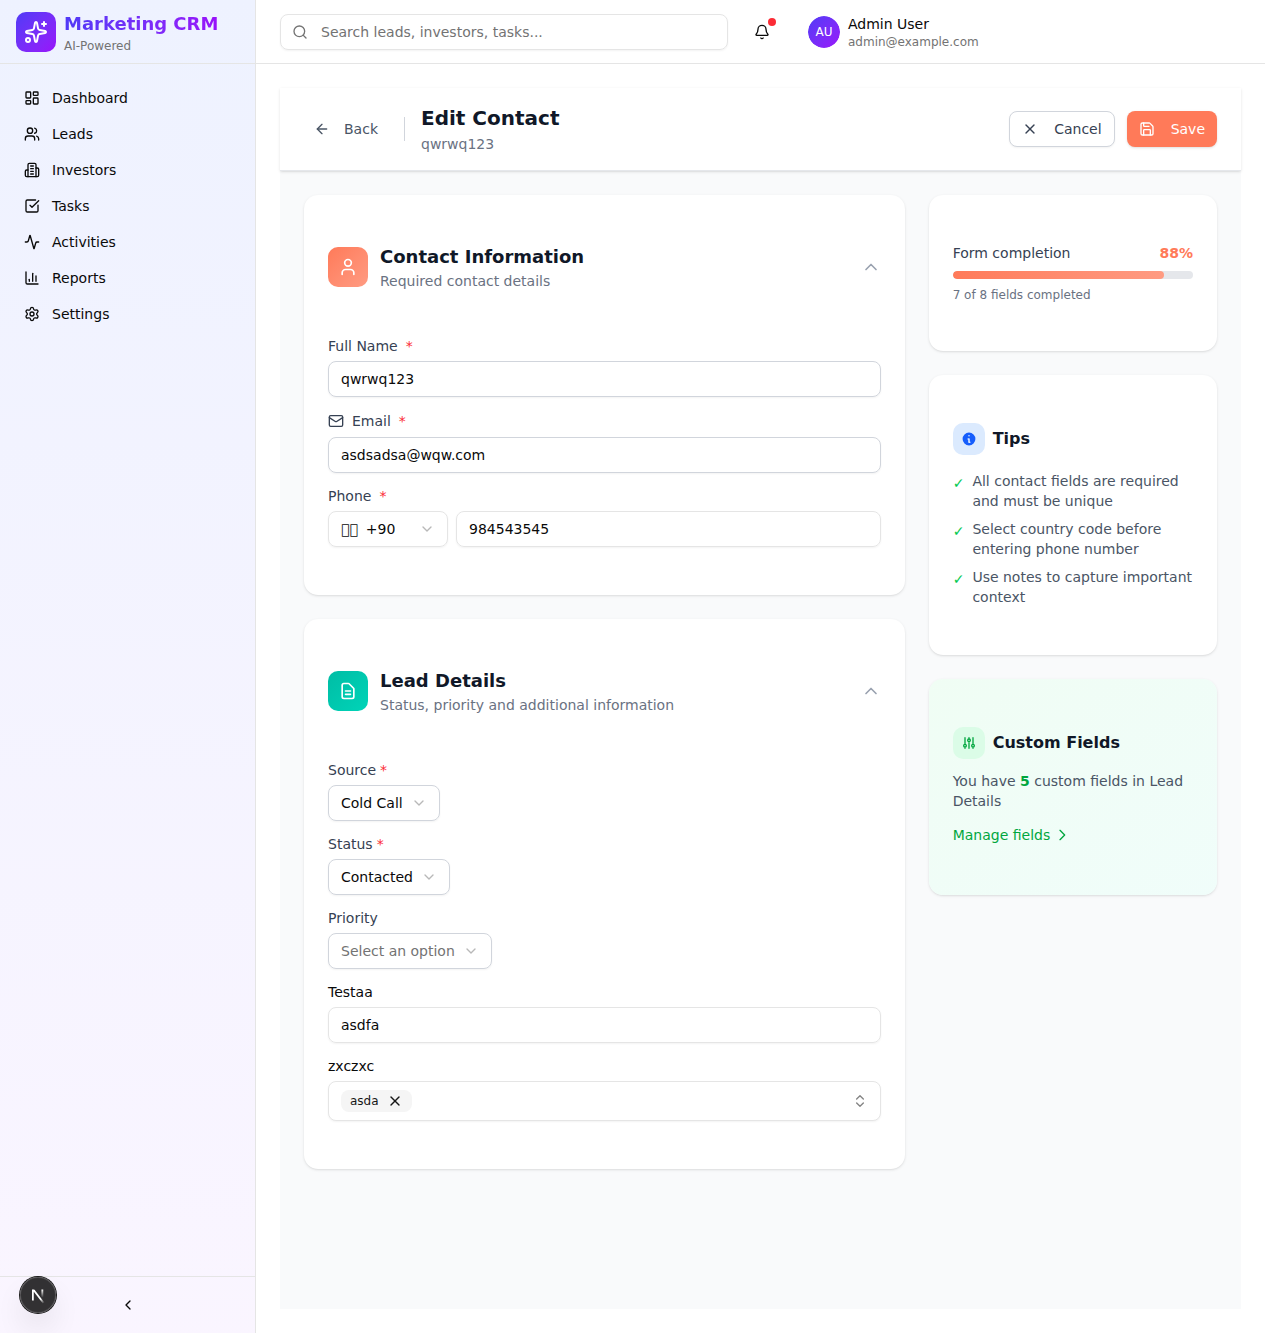 Marketing CRM
AI-Powered
Dashboard
Leads
Investors
Tasks
Activities
Reports
Settings
Search leads, investors, tasks...
AU
Admin User
admin@example.com
Back
Edit Contact
qwrwq123
Cancel
Save
Contact Information
Required contact details
Full Name *
qwrwq123
Email *
asdsadsa@wqw.com
Phone *
+90
984543545
Lead Details
Status, priority and additional information
Source *
Cold Call
Status *
Contacted
Priority
Select an option
Testaa
asdfa
zxczxc
asda
Form completion
88%
7 of 8 fields completed
Tips
✓ All contact fields are required
and must be unique
✓ Select country code before
entering phone number
✓ Use notes to capture important
context
Custom Fields
You have 5 custom fields in Lead
Details
Manage fields
N